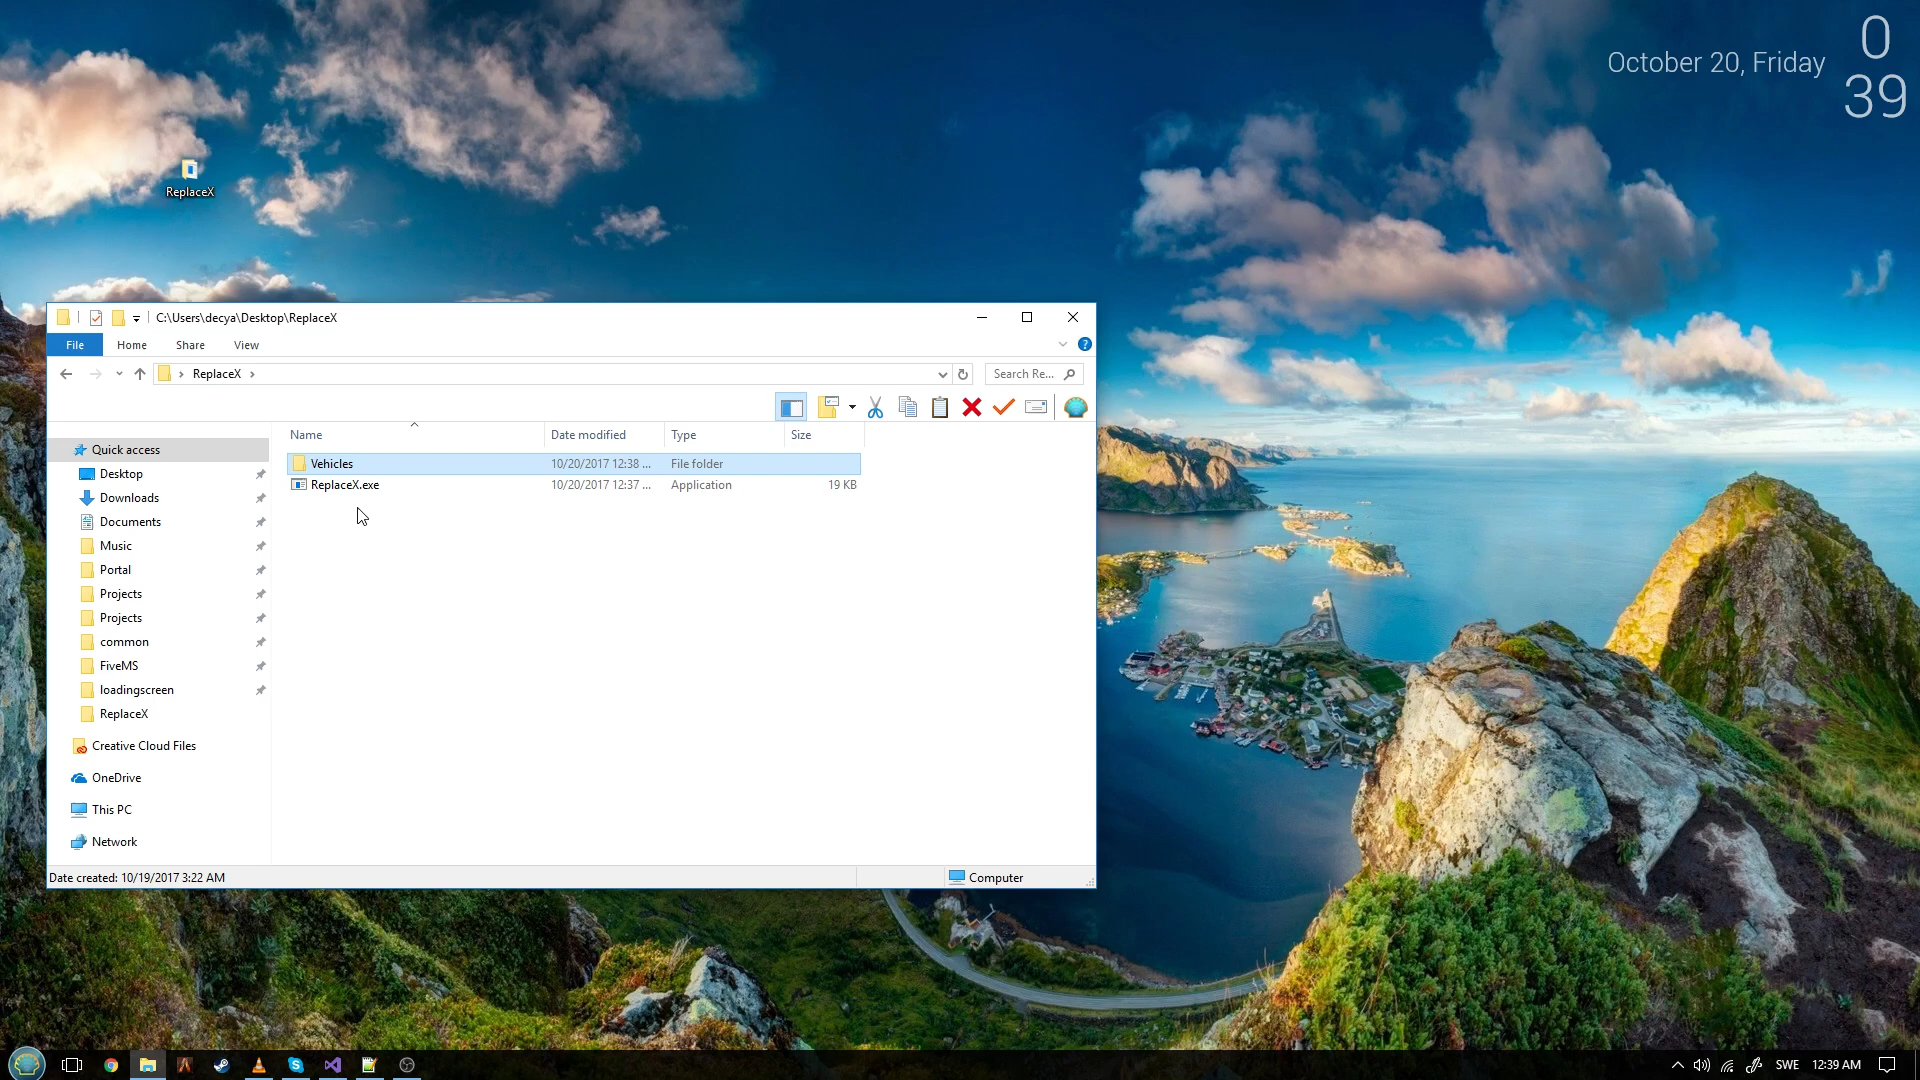 0
October 20, Friday
39
ReplaceX
C:\Users\decya\Desktop\ReplaceX
File Home Share View
ReplaceX
Search Re...
Name Date modified Type Size
Vehicles 10/20/2017 12:38 ... File folder
ReplaceX.exe 10/20/2017 12:37 ... Application 19 KB
Quick access
Desktop
Downloads
Documents
Music
Portal
Projects
Projects
common
FiveMS
loadingscreen
ReplaceX
Creative Cloud Files
OneDrive
This PC
Network
Date created: 10/19/2017 3:22 AM
Computer
SWE 12:39 AM